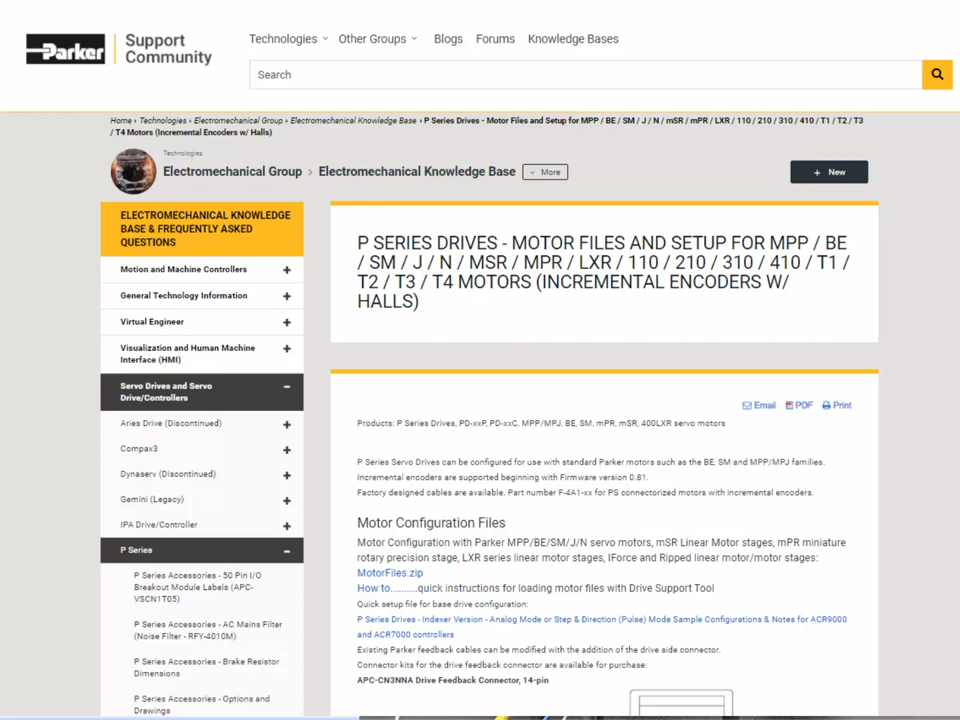 Parker
Support
Community
Technologies
Other Groups
Blogs
Forums
Knowledge Bases
Search
Home › Technologies › Electromechanical Group › Electromechanical Knowledge Base › P Series Drives - Motor Files and Setup for MPP / BE / SM / J / N / mSR / mPR / LXR / 110 / 210 / 310 / 410 / T1 / T2 / T3
/ T4 Motors (Incremental Encoders w/ Halls)
Technologies
Electromechanical Group › Electromechanical Knowledge Base
More
+ New
ELECTROMECHANICAL KNOWLEDGE
BASE & FREQUENTLY ASKED
QUESTIONS
Motion and Machine Controllers +
General Technology Information +
Virtual Engineer +
Visualization and Human Machine +
Interface (HMI)
Servo Drives and Servo –
Drive/Controllers
Aries Drive (Discontinued) +
Compax3 +
Dynaserv (Discontinued) +
Gemini (Legacy) +
IPA Drive/Controller +
P Series –
P Series Accessories - 50 Pin I/O
Breakout Module Labels (APC-
VSCN1T05)
P Series Accessories - AC Mains Filter
(Noise Filter - RFY-4010M)
P Series Accessories - Brake Resistor
Dimensions
P Series Accessories - Options and
Drawings
P SERIES DRIVES - MOTOR FILES AND SETUP FOR MPP / BE
/ SM / J / N / MSR / MPR / LXR / 110 / 210 / 310 / 410 / T1 /
T2 / T3 / T4 MOTORS (INCREMENTAL ENCODERS W/
HALLS)
Email PDF Print
Products: P Series Drives, PD-xxP, PD-xxC, MPP/MPJ, BE, SM, mPR, mSR, 400LXR servo motors
P Series Servo Drives can be configured for use with standard Parker motors such as the BE, SM and MPP/MPJ families.
Incremental encoders are supported beginning with Firmware version 0.81.
Factory designed cables are available, Part number F-4A1-xx for PS connectorized motors with incremental encoders.
Motor Configuration Files
Motor Configuration with Parker MPP/BE/SM/J/N servo motors, mSR Linear Motor stages, mPR miniature
rotary precision stage, LXR series linear motor stages, IForce and Ripped linear motor/motor stages:
MotorFiles.zip
How to..........quick instructions for loading motor files with Drive Support Tool
Quick setup file for base drive configuration:
P Series Drives - Indexer Version - Analog Mode or Step & Direction (Pulse) Mode Sample Configurations & Notes for ACR9000
and ACR7000 controllers
Existing Parker feedback cables can be modified with the addition of the drive side connector.
Connector kits for the drive feedback connector are available for purchase:
APC-CN3NNA Drive Feedback Connector, 14-pin